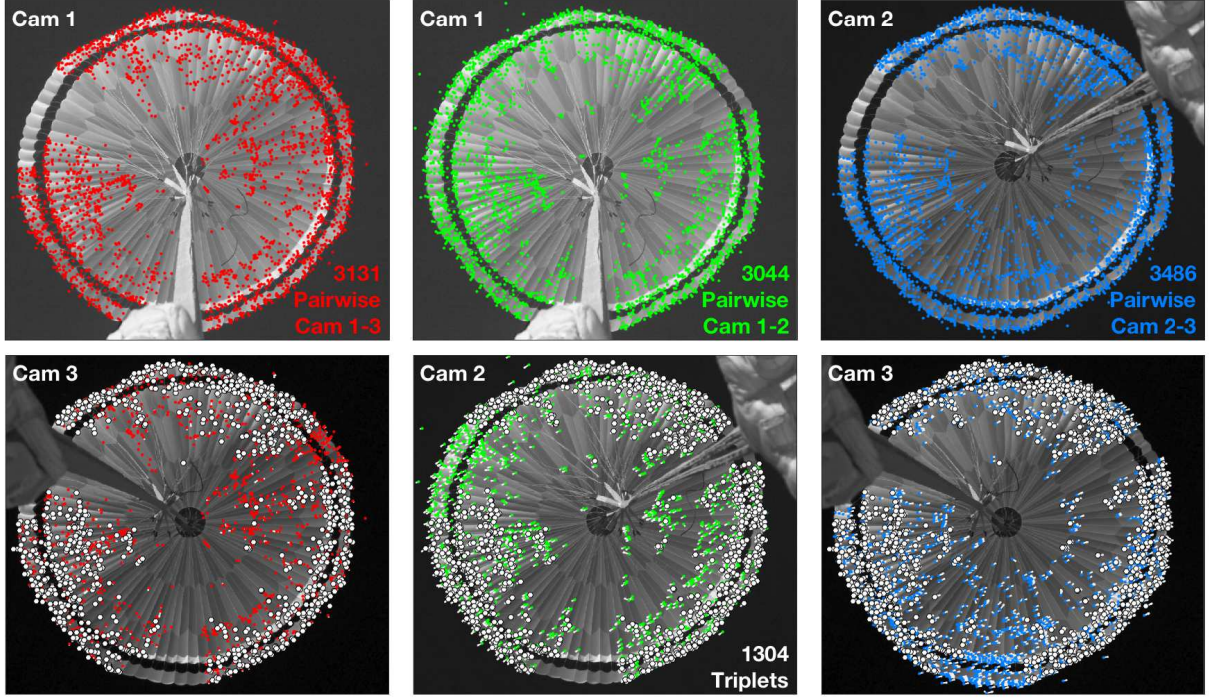 Cam 1
3131
Pairwise
Cam 1-3
Cam 1
3044
Pairwise
Cam 1-2
Cam 2
3486
Pairwise
Cam 2-3
Cam 3
Cam 2
1304
Triplets
Cam 3